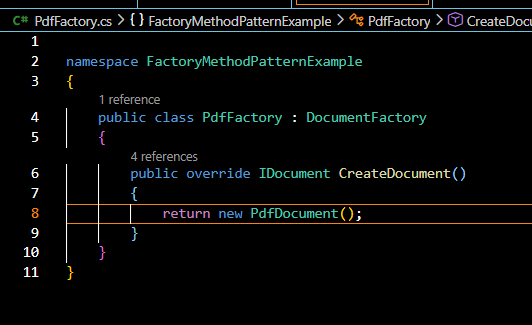 C# PdfFactory.cs > {} FactoryMethodPatternExample > PdfFactory > CreateDocu
1
2 namespace FactoryMethodPatternExample
3 {
1 reference
4 public class PdfFactory : DocumentFactory
5 {
4 references
6 public override IDocument CreateDocument()
7 {
8 return new PdfDocument();
9 }
10 }
11 }